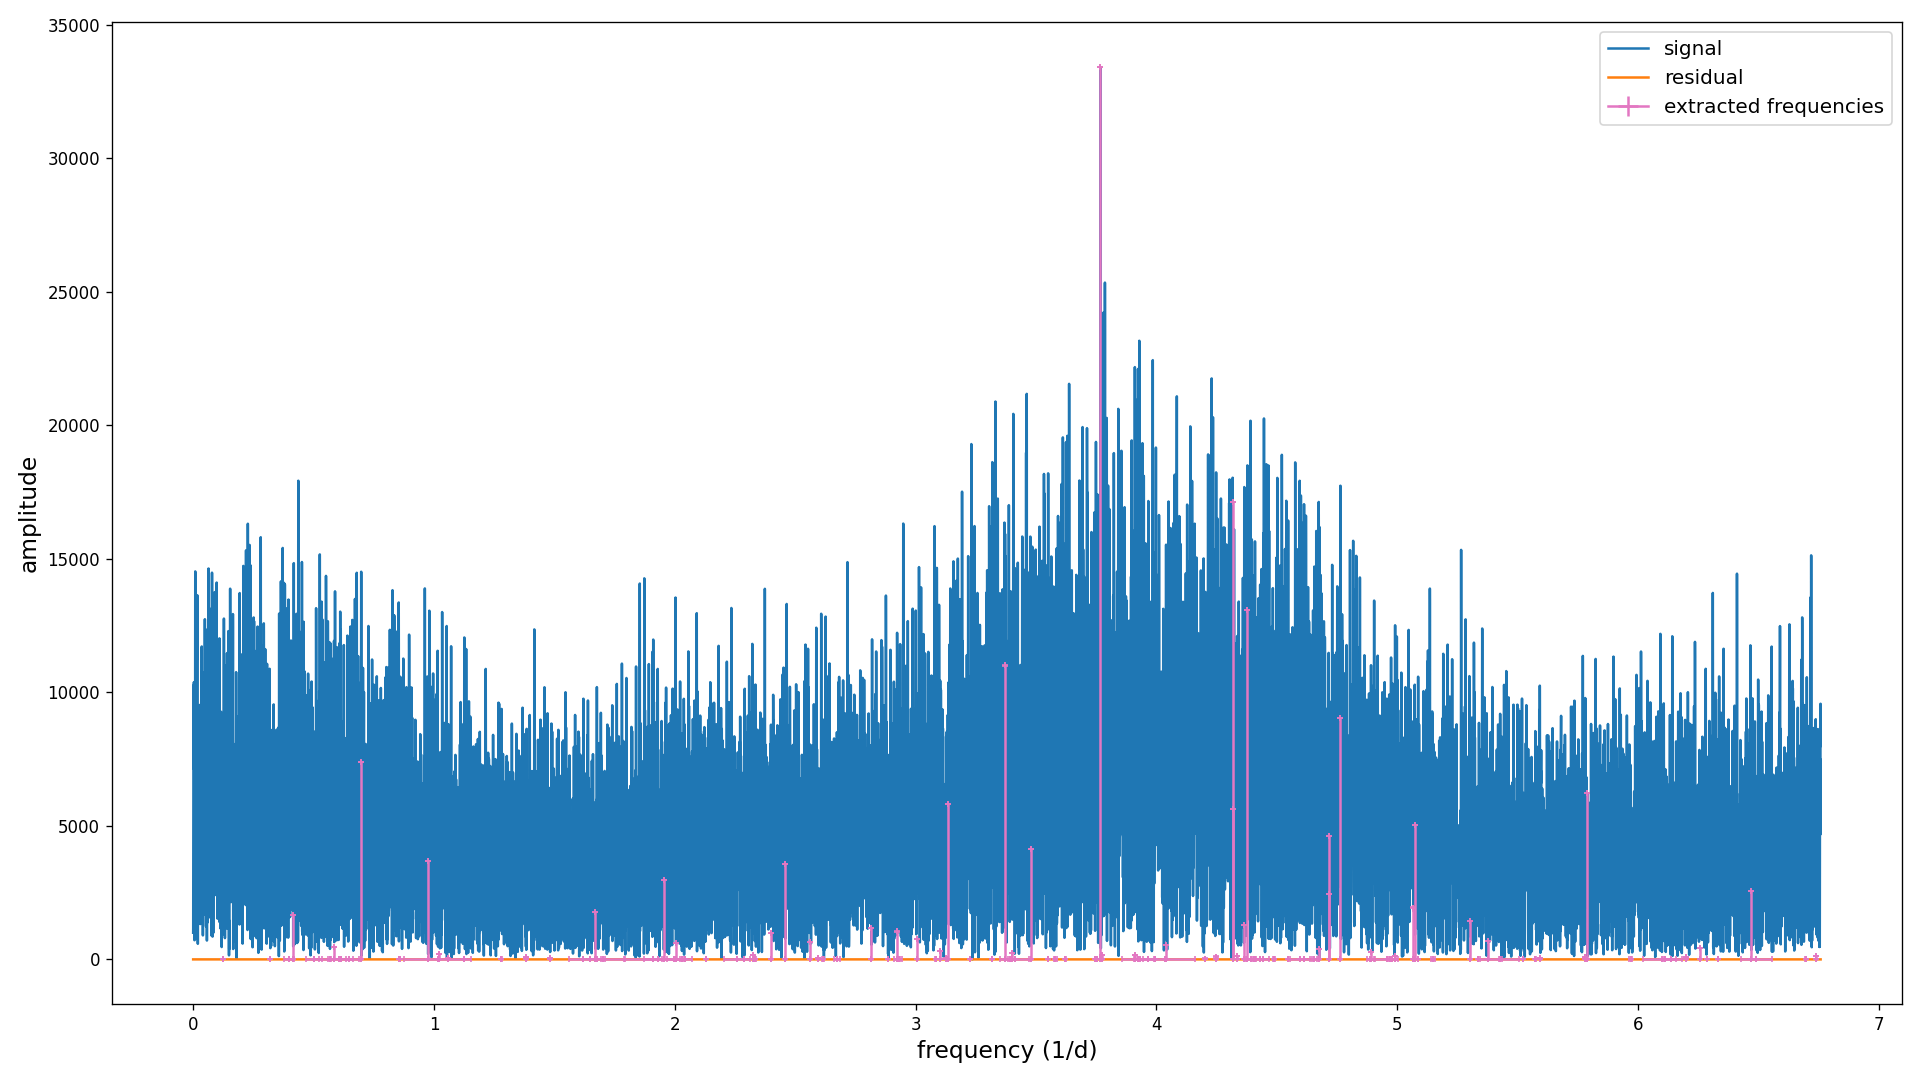 35000
30000
25000
20000
15000
10000
5000
0
amplitude
0 1 2 3 4 5 6 7
frequency (1/d)
signal
residual
extracted frequencies